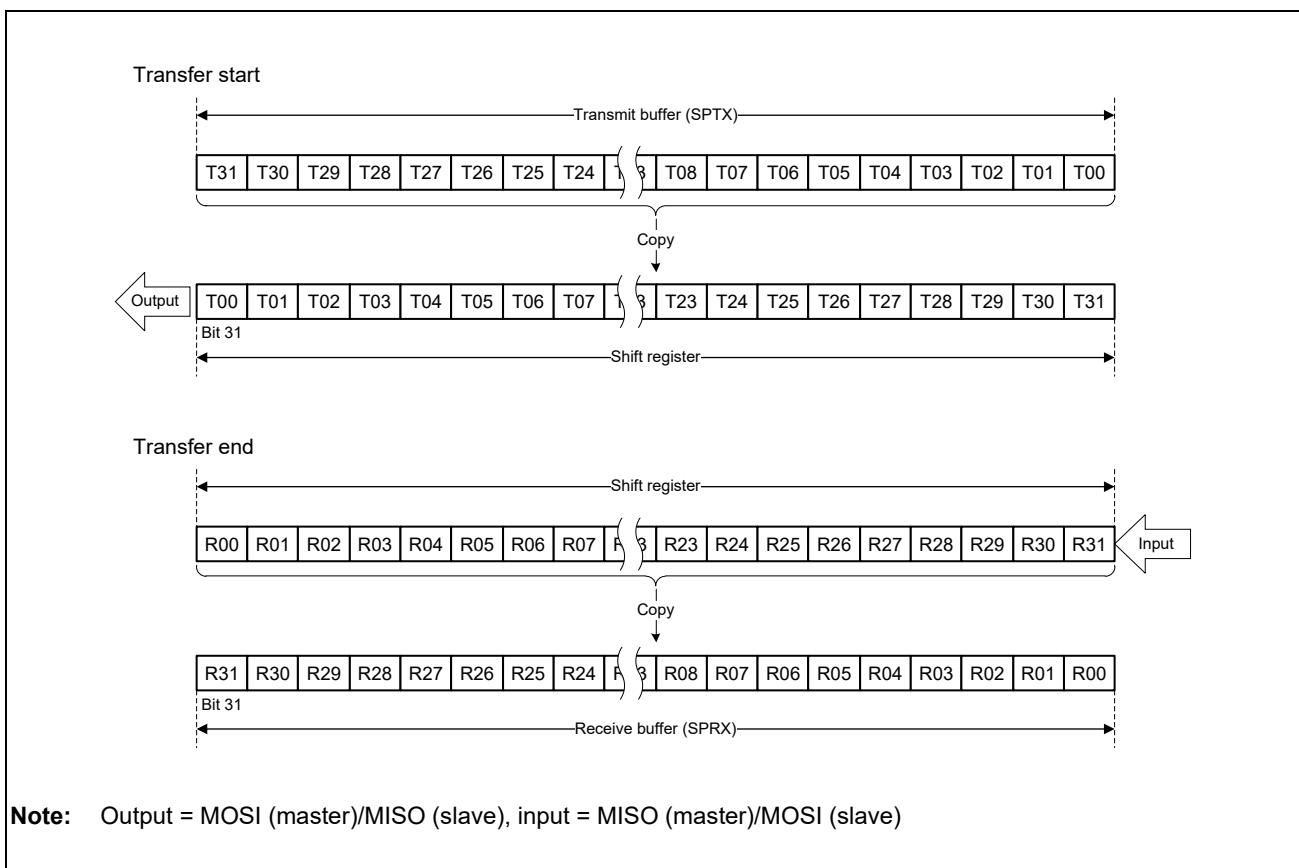 Transfer start
Transmit buffer (SPTX)
T31 T30 T29 T28 T27 T26 T25 T24 T08 T07 T06 T05 T04 T03 T02 T01 T00
Copy
Output T00 T01 T02 T03 T04 T05 T06 T07 T23 T24 T25 T26 T27 T28 T29 T30 T31
Bit 31
Shift register
Transfer end
Shift register
R00 R01 R02 R03 R04 R05 R06 R07 R23 R24 R25 R26 R27 R28 R29 R30 R31 Input
Copy
R31 R30 R29 R28 R27 R26 R25 R24 R08 R07 R06 R05 R04 R03 R02 R01 R00
Bit 31
Receive buffer (SPRX)
Note: Output = MOSI (master)/MISO (slave), input = MISO (master)/MOSI (slave)